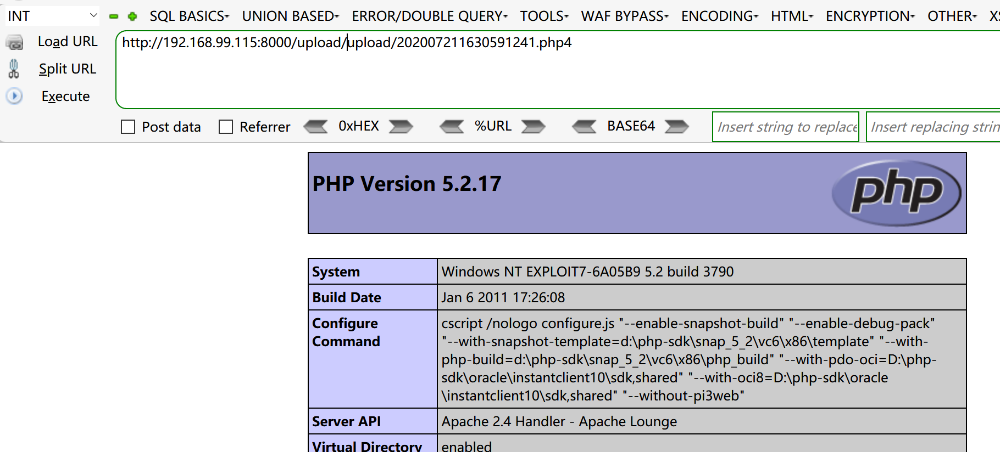 INT SQL BASICS UNION BASED ERROR/DOUBLE QUERY TOOLS WAF BYPASS ENCODING HTML ENCRYPTION OTHER XS
Load URL
http://192.168.99.115:8000/upload/upload/202007211630591241.php4
Split URL
Execute
Post data Referrer 0xHEX %URL BASE64 Insert string to replace Insert replacing strin
PHP Version 5.2.17
php
System Windows NT EXPLOIT7-6A05B9 5.2 build 3790
Build Date Jan 6 2011 17:26:08
Configure Command cscript /nologo configure.js "--enable-snapshot-build" "--enable-debug-pack"
"--with-snapshot-template=d:\php-sdk\snap_5_2\vc6\x86\template" "--with-
php-build=d:\php-sdk\snap_5_2\vc6\x86\php_build" "--with-pdo-oci=D:\php-
sdk\oracle\instantclient10\sdk,shared" "--with-oci8=D:\php-sdk\oracle
\instantclient10\sdk,shared" "--without-pi3web"
Server API Apache 2.4 Handler - Apache Lounge
Virtual Directory enabled